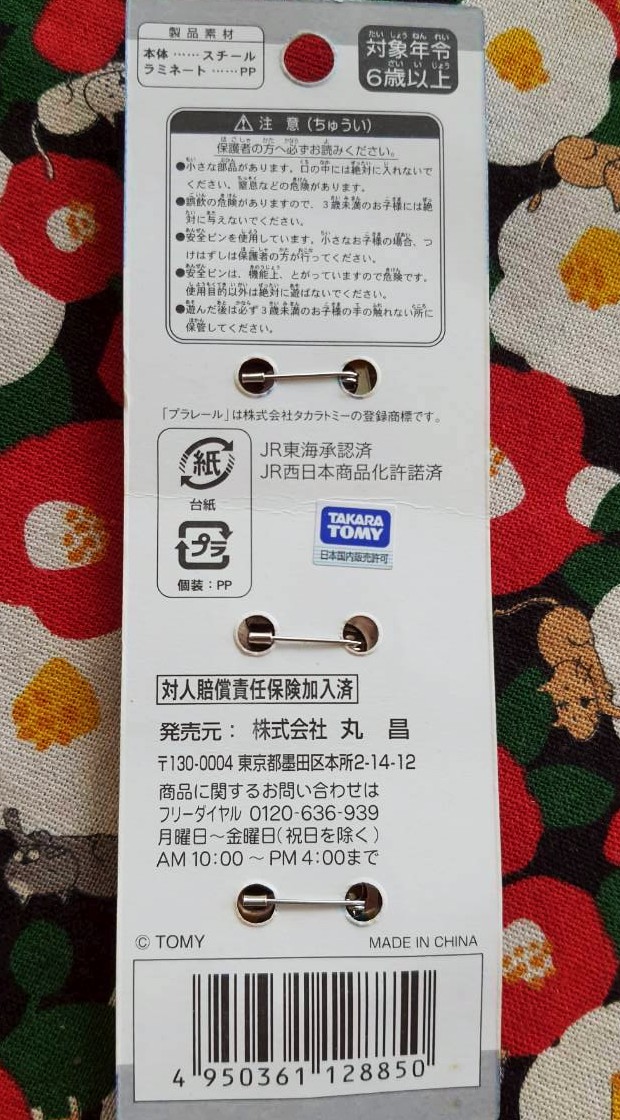 製品素材
本体……スチール
ラミネート……PP
対象年令
6歳以上
たい しょう ねん れい
さい い じょう
⚠注 意(ちゅうい)
保護者の方へ必ずお読みください。
●小さな部品があります。口の中には絶対に入れないで
ください。窒息などの危険があります。
●誤飲の危険がありますので、3歳未満のお子様には絶
対に与えないでください。
●安全ピンを使用しています。小さなお子様の場合、つ
けはずしは保護者の方が行ってください。
●安全ピンは、機能上、とがっていますので危険です。
使用目的以外は絶対に遊ばないでください。
●遊んだ後は必ず3歳未満のお子様の手の触れない所に
保管してください。
「プラレール」は株式会社タカラトミーの登録商標です。
紙
台紙
プラ
個装:PP
JR東海承認済
JR西日本商品化許諾済
TAKARA
TOMY
日本国内販売許可
対人賠償責任保険加入済
発売元: 株式会社 丸 昌
〒130-0004 東京都墨田区本所2-14-12
商品に関するお問い合わせは
フリーダイヤル 0120-636-939
月曜日～金曜日(祝日を除く)
AM 10:00 ～ PM 4:00まで
© TOMY
MADE IN CHINA
4 950361 128850